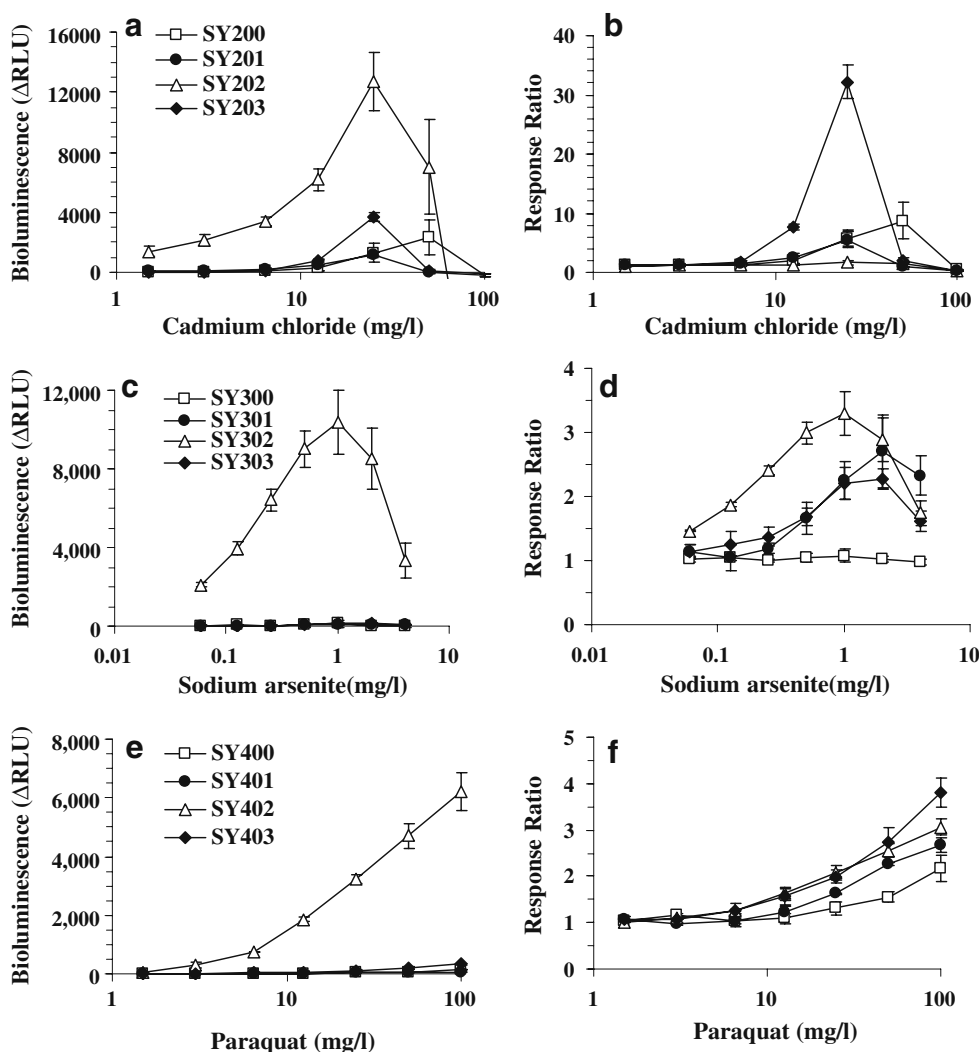 a
Bioluminescence (ΔRLU)
16000
12000
8000
4000
0
SY200
SY201
SY202
SY203
1
10
100
Cadmium chloride (mg/l)
b
Response Ratio
40
30
20
10
0
1
10
100
Cadmium chloride (mg/l)
c
Bioluminescence (ΔRLU)
12,000
8,000
4,000
0
SY300
SY301
SY302
SY303
0.01
0.1
1
10
Sodium arsenite(mg/l)
d
Response Ratio
4
3
2
1
0
0.01
0.1
1
10
Sodium arsenite(mg/l)
e
Bioluminescence (ΔRLU)
8,000
6,000
4,000
2,000
0
SY400
SY401
SY402
SY403
1
10
100
Paraquat (mg/l)
f
Response Ratio
5
4
3
2
1
0
1
10
100
Paraquat (mg/l)